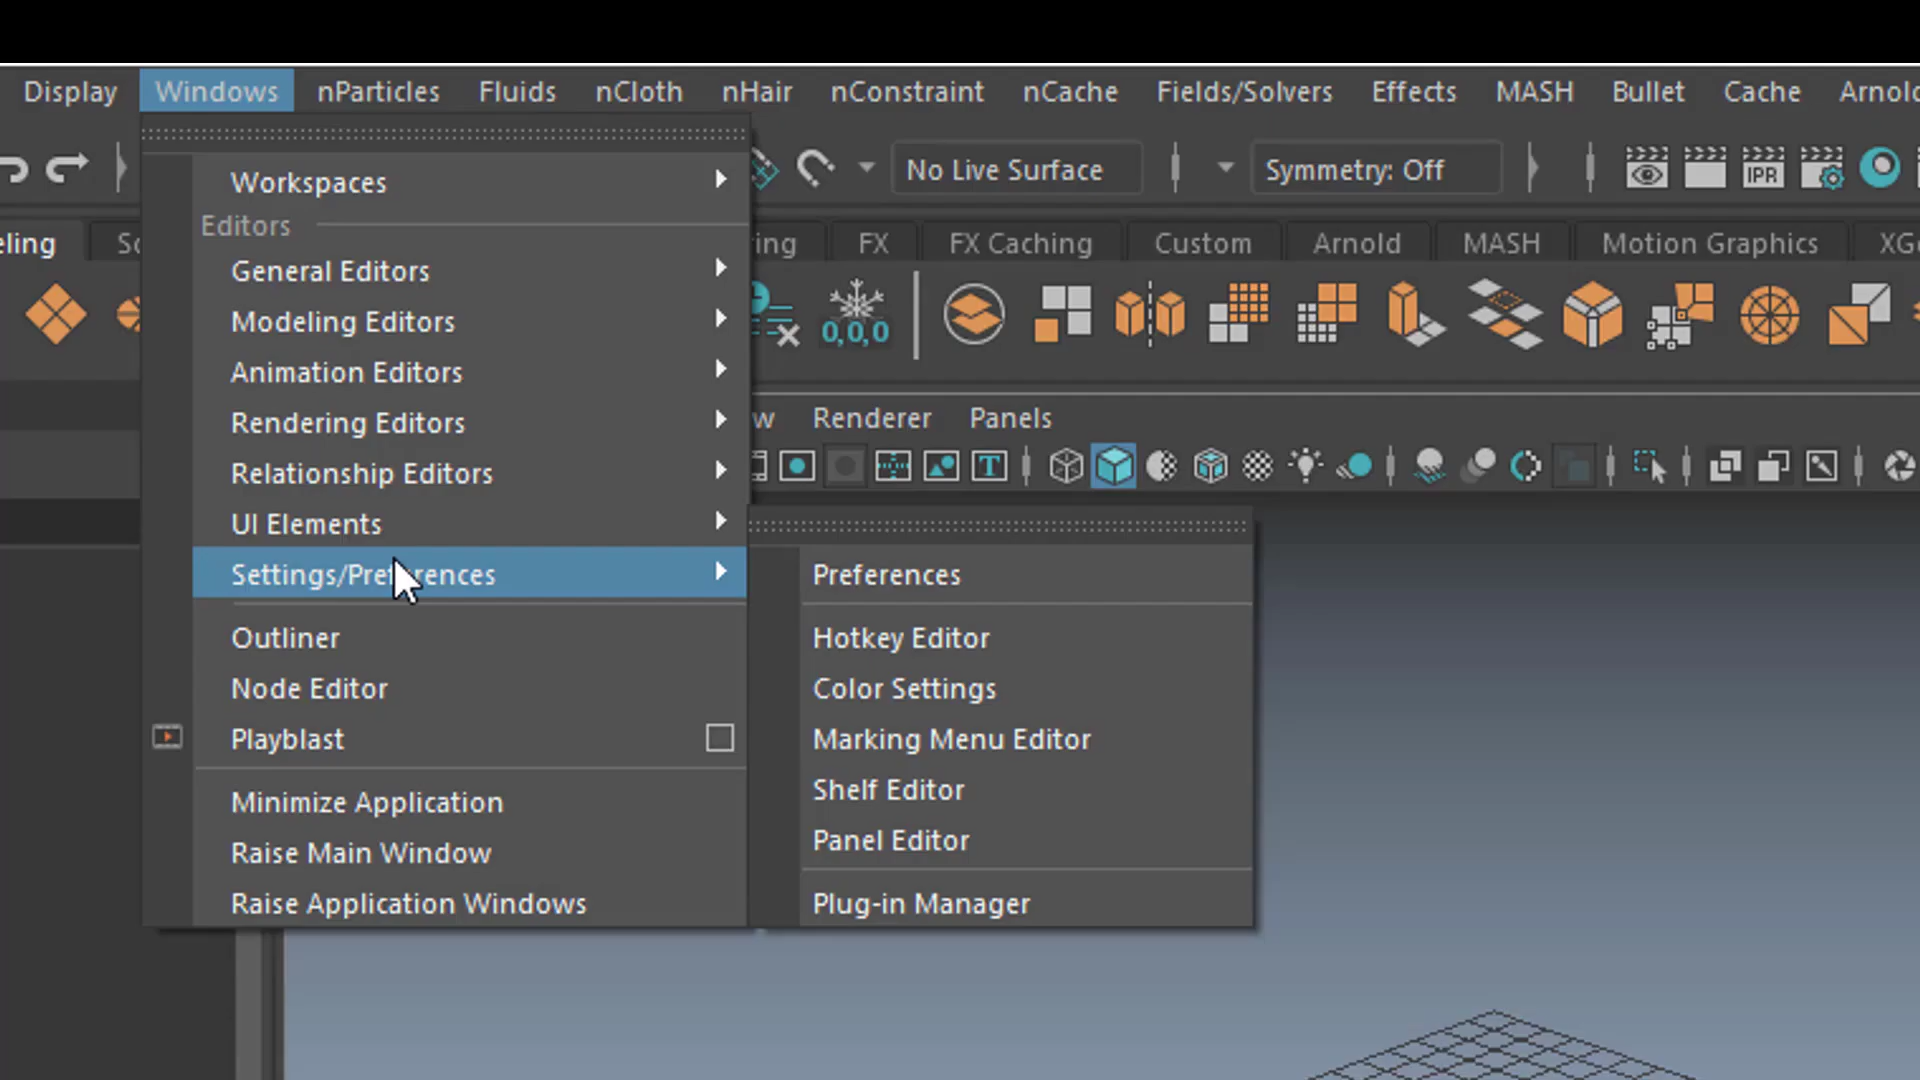 Display Windows nParticles Fluids nCloth nHair nConstraint nCache Fields/Solvers Effects MASH Bullet Cache Arnold
No Live Surface Symmetry: Off IPR
Workspaces
Editors
FX FX Caching Custom Arnold MASH Motion Graphics
General Editors
Modeling Editors
0,0,0
Animation Editors
Rendering Editors
Renderer Panels
Relationship Editors
T
UI Elements
Settings/Preferences
Preferences
Outliner
Hotkey Editor
Node Editor
Color Settings
Playblast
Marking Menu Editor
Shelf Editor
Minimize Application
Panel Editor
Raise Main Window
Raise Application Windows
Plug-in Manager